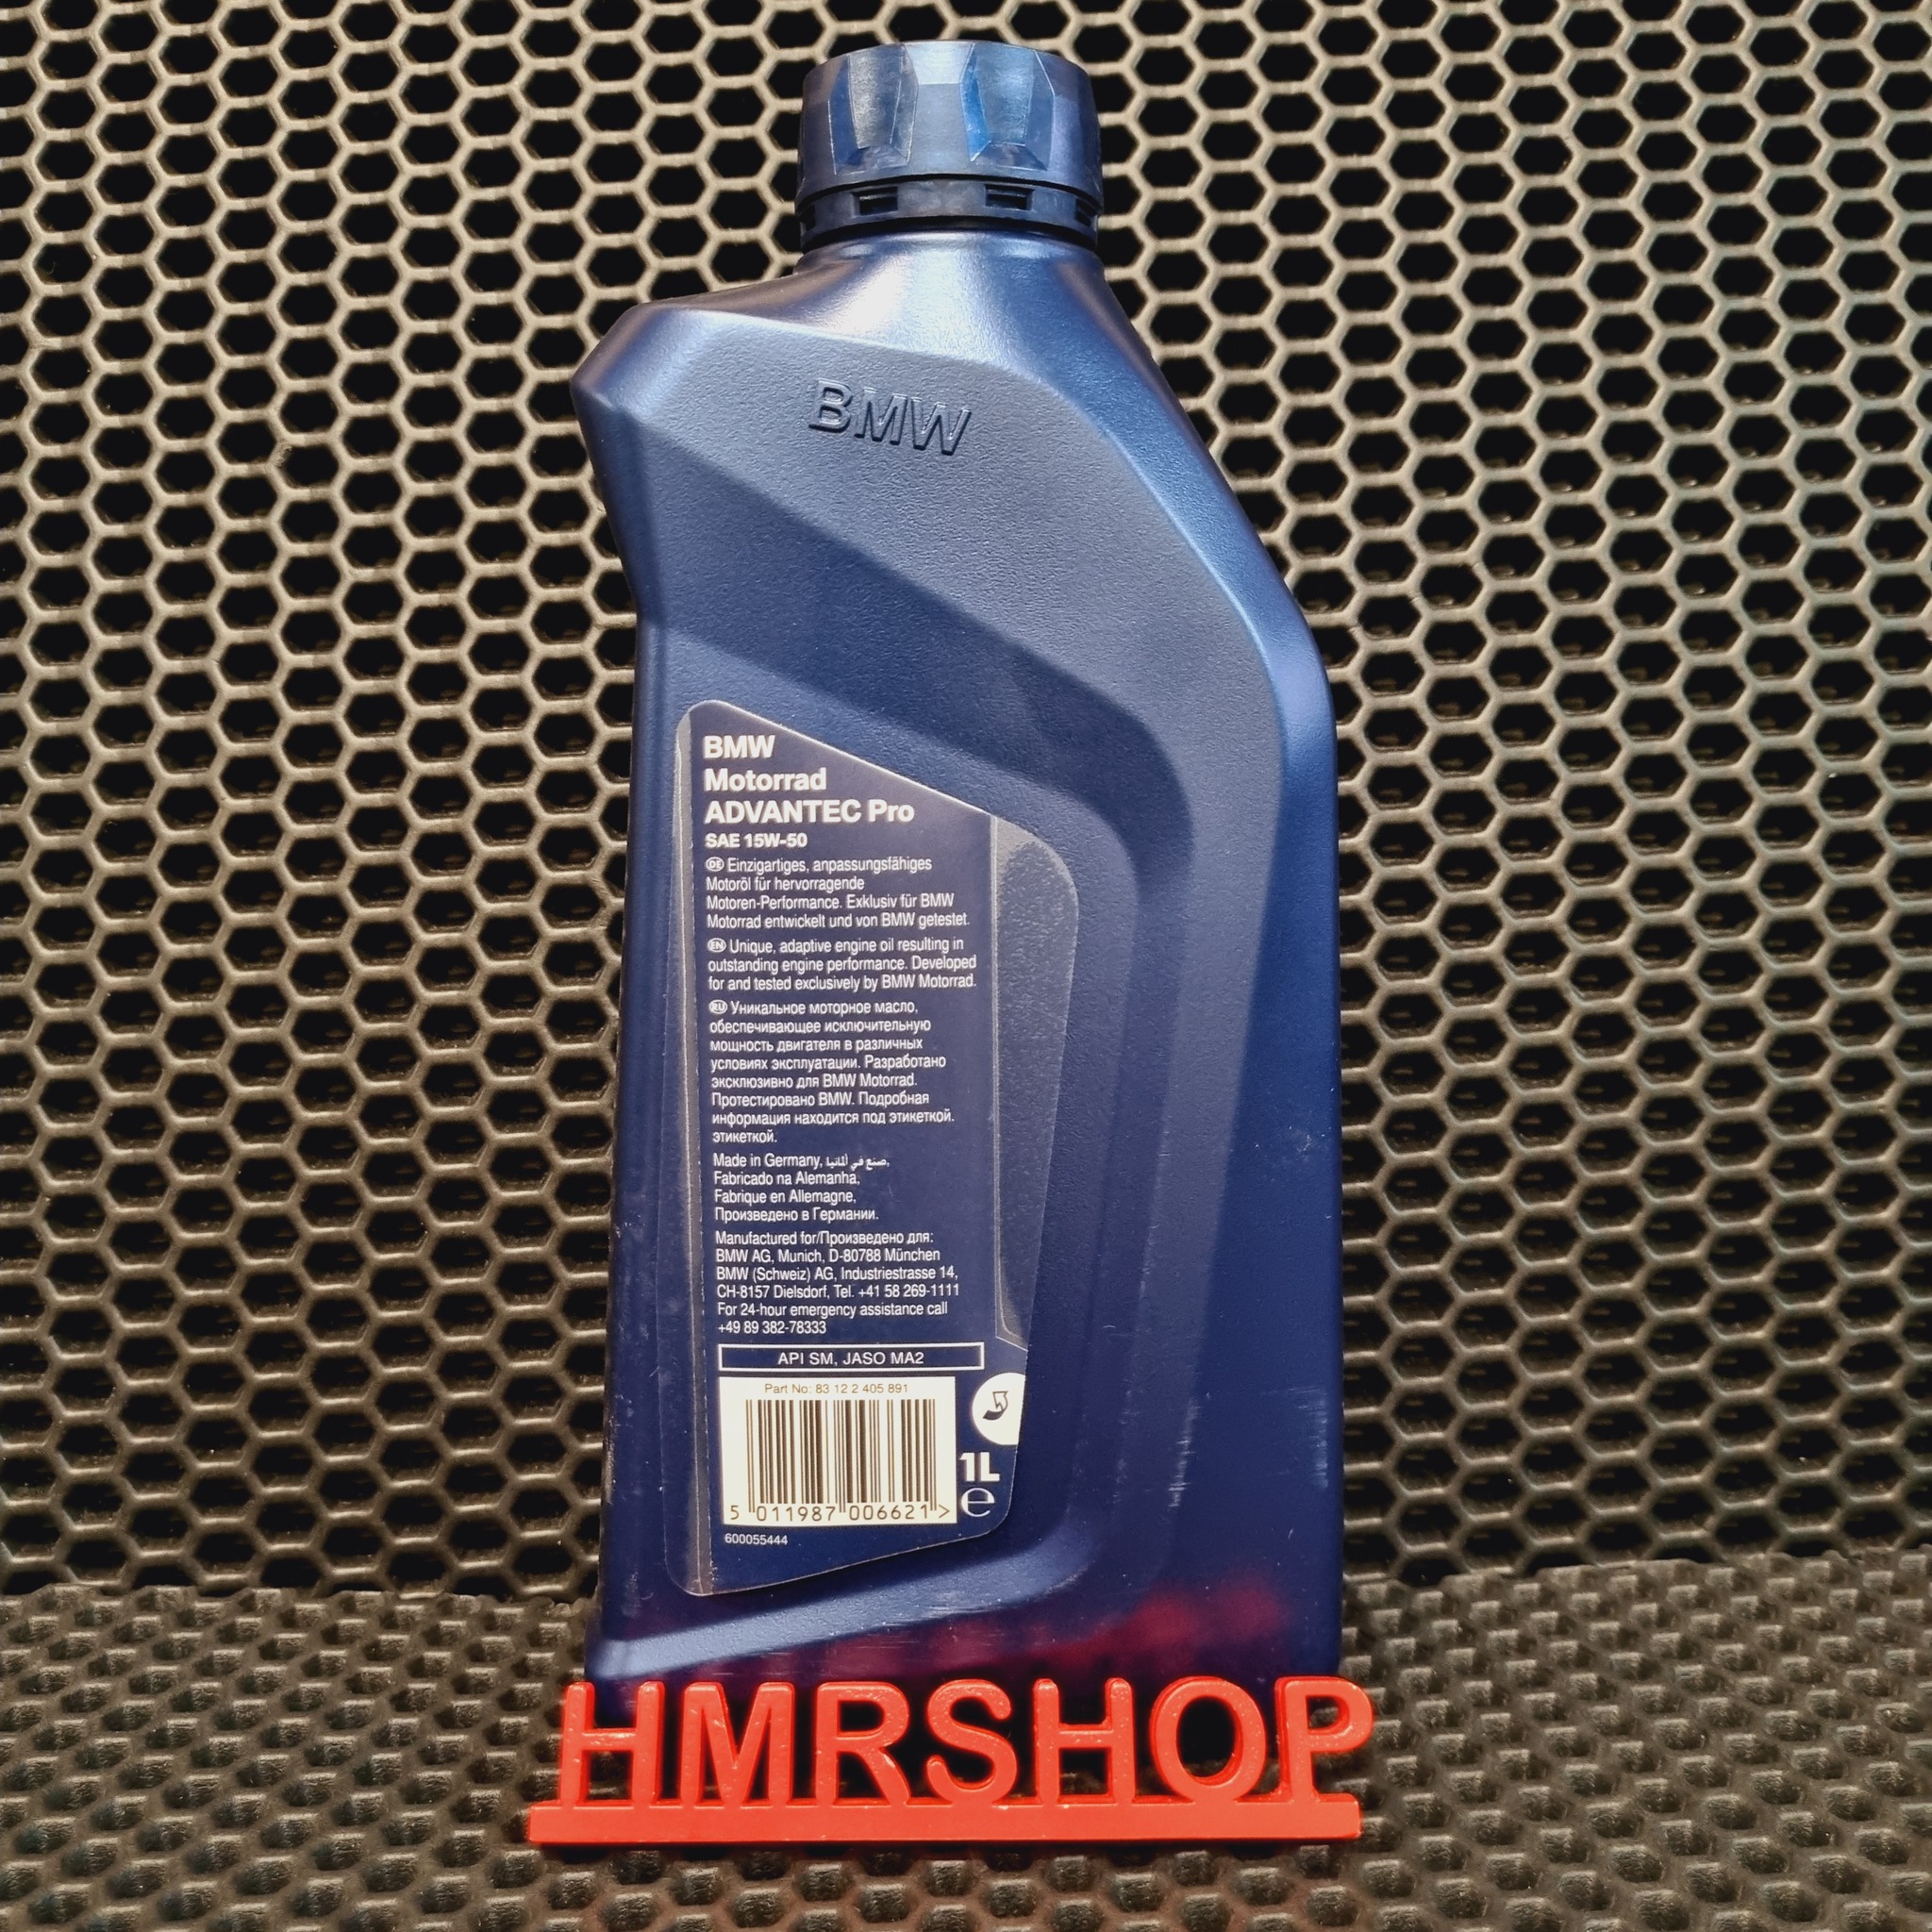 BMW
BMW
Motorrad
ADVANTEC Pro
SAE 15W-50
DE Einzigartiges, anpassungsfähiges
Motoröl für hervorragende
Motoren-Performance. Exklusiv für BMW
Motorrad entwickelt und von BMW getestet.
EN Unique, adaptive engine oil resulting in
outstanding engine performance. Developed
for and tested exclusively by BMW Motorrad.
RU Уникальное моторное масло,
обеспечивающее исключительную
мощность двигателя в различных
условиях эксплуатации. Разработано
эксклюзивно для BMW Motorrad.
Протестировано BMW. Подробная
информация находится под этикеткой.
этикеткой.
Made in Germany, صنع في ألمانيا,
Fabricado na Alemanha,
Fabrique en Allemagne,
Произведено в Германии.
Manufactured for/Произведено для:
BMW AG, Munich, D-80788 München
BMW (Schweiz) AG, Industriestrasse 14,
CH-8157 Dielsdorf, Tel. +41 58 269-1111
For 24-hour emergency assistance call
+49 89 382-78333
API SM, JASO MA2
Part No: 83 12 2 405 891
1L
e
5 011987 006621 >
600055444
HMRSHOP